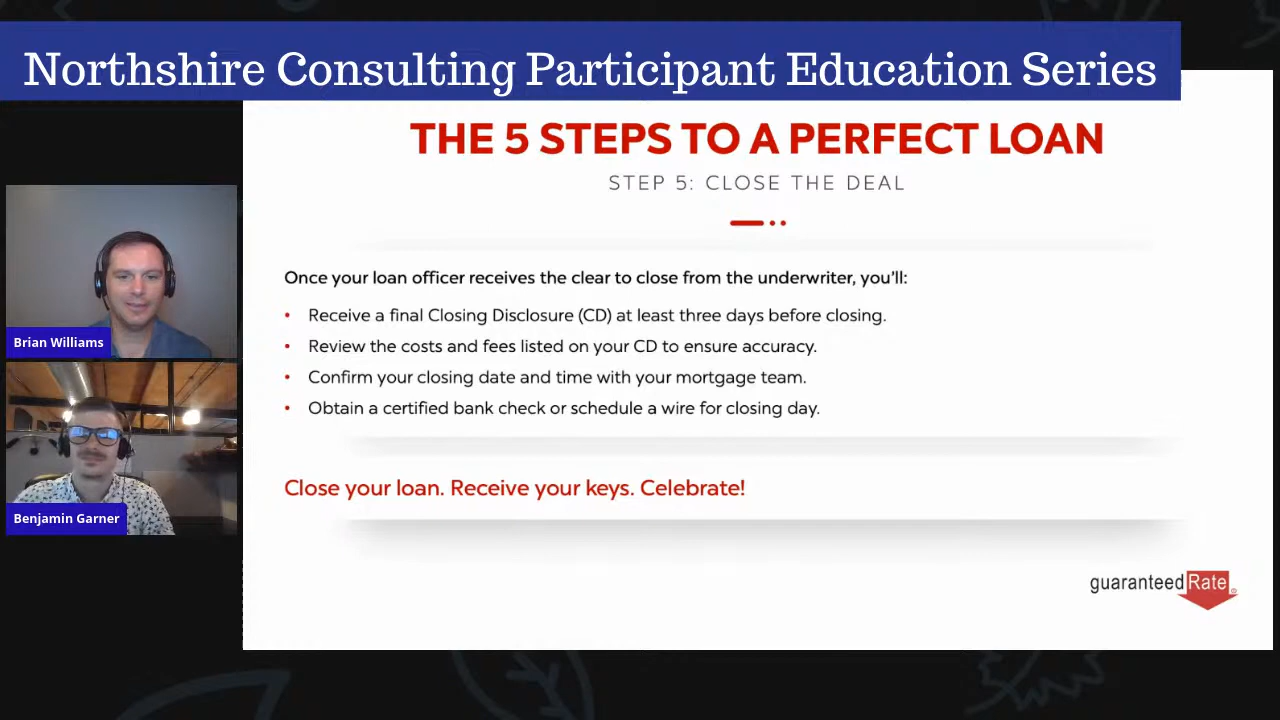 Northshire Consulting Participant Education Series
THE 5 STEPS TO A PERFECT LOAN
STEP 5: CLOSE THE DEAL
Once your loan officer receives the clear to close from the underwriter, you'll:
• Receive a final Closing Disclosure (CD) at least three days before closing.
• Review the costs and fees listed on your CD to ensure accuracy.
• Confirm your closing date and time with your mortgage team.
• Obtain a certified bank check or schedule a wire for closing day.
Close your loan. Receive your keys. Celebrate!
guaranteed Rate
Brian Williams
Benjamin Garner